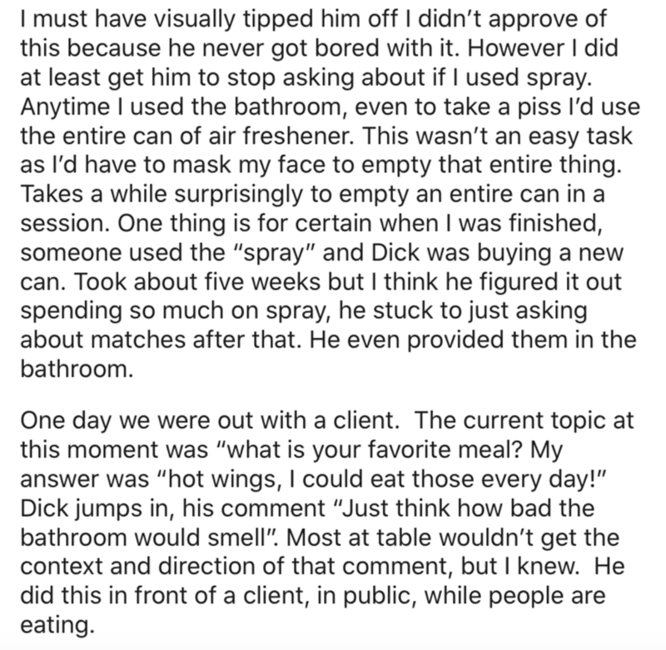 I must have visually tipped him off I didn’t approve of
this because he never got bored with it. However I did
at least get him to stop asking about if I used spray.
Anytime I used the bathroom, even to take a piss I’d use
the entire can of air freshener. This wasn’t an easy task
as I’d have to mask my face to empty that entire thing.
Takes a while surprisingly to empty an entire can in a
session. One thing is for certain when I was finished,
someone used the “spray” and Dick was buying a new
can. Took about five weeks but I think he figured it out
spending so much on spray, he stuck to just asking
about matches after that. He even provided them in the
bathroom.
One day we were out with a client.  The current topic at
this moment was “what is your favorite meal? My
answer was “hot wings, I could eat those every day!”
Dick jumps in, his comment “Just think how bad the
bathroom would smell”. Most at table wouldn’t get the
context and direction of that comment, but I knew.  He
did this in front of a client, in public, while people are
eating.